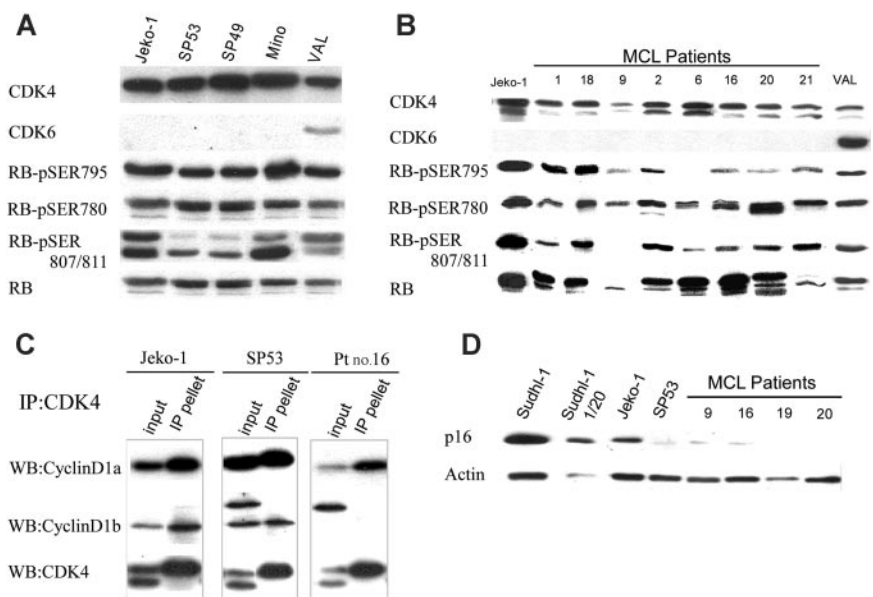 A
Jeko-1 SP53 SP49 Mino VAL
CDK4
CDK6
RB-pSER795
RB-pSER780
RB-pSER
807/811
RB
B
MCL Patients
Jeko-1 1 18 9 2 6 16 20 21 VAL
CDK4
CDK6
RB-pSER795
RB-pSER780
RB-pSER
807/811
RB
C
Jeko-1 SP53 Pt no.16
IP:CDK4
input IP pellet input IP pellet input IP pellet
WB:CyclinD1a
WB:CyclinD1b
WB:CDK4
D
Sudhl-1 Sudhl-1 1/20 Jeko-1 SP53
MCL Patients
9 16 19 20
p16
Actin